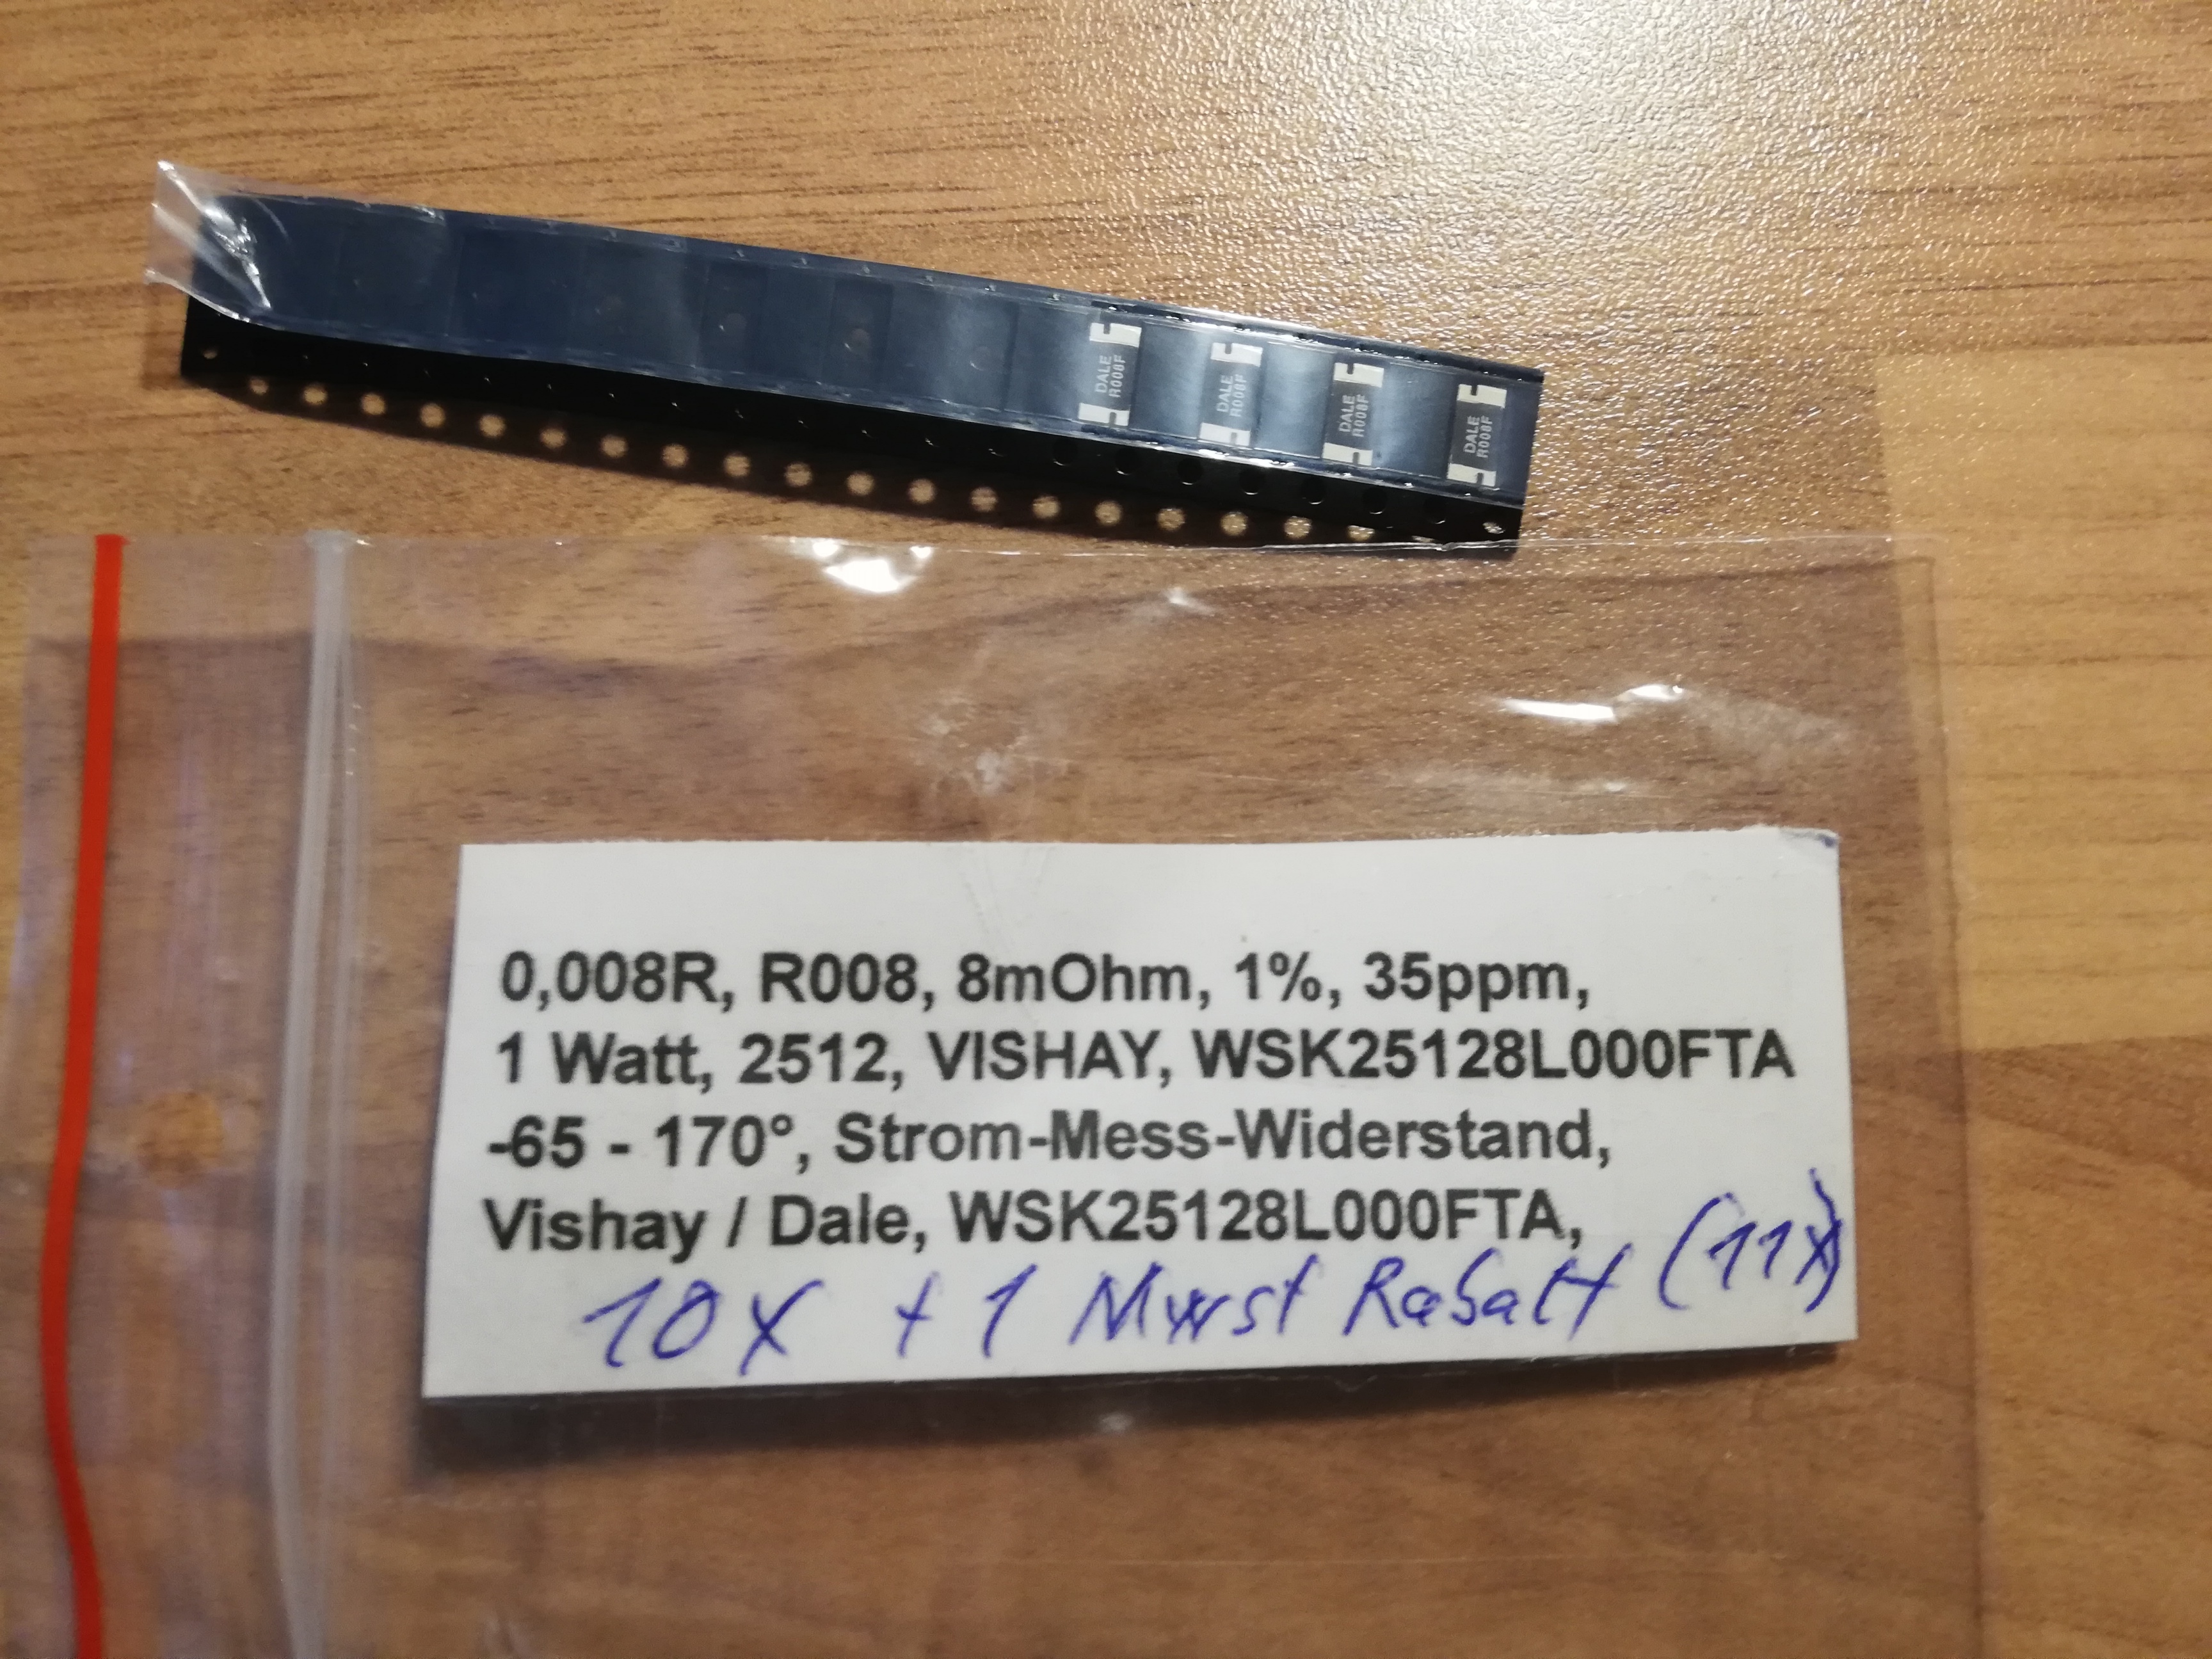 DALE
R008F
DALE
R008F
DALE
R008F
DALE
R008F
0,008R, R008, 8mOhm, 1%, 35ppm,
1 Watt, 2512, VISHAY, WSK25128L000FTA
-65 - 170°, Strom-Mess-Widerstand,
Vishay / Dale, WSK25128L000FTA,
10x + 1 Mwst Rabatt (11x)